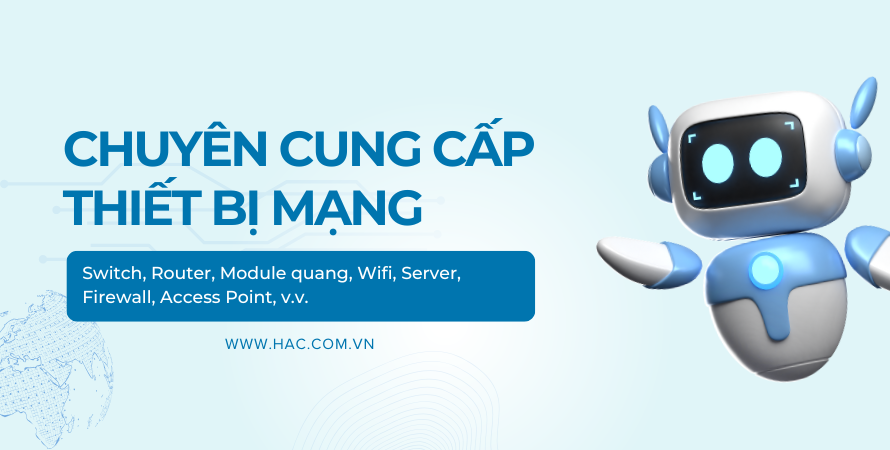 CHUYÊN CUNG CẤP
THIẾT BỊ MẠNG
Switch, Router, Module quang, Wifi, Server,
Firewall, Access Point, v.v.
WWW.HAC.COM.VN